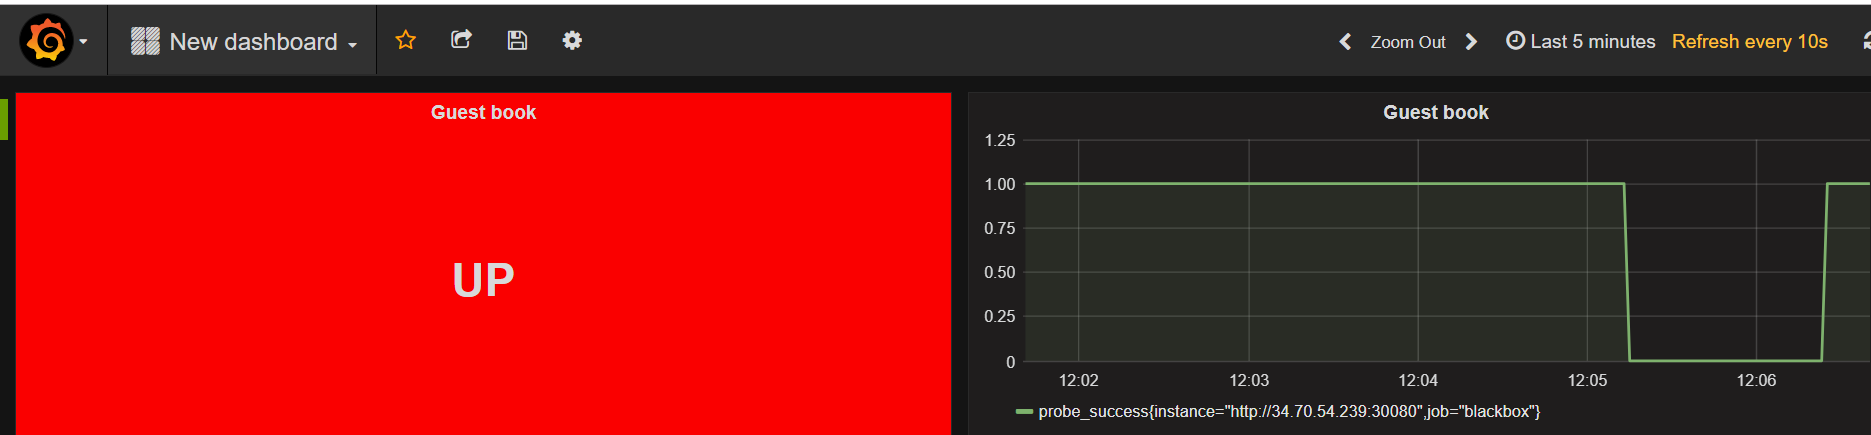 New dashboard
Zoom Out
Last 5 minutes
Refresh every 10s
Guest book
UP
Guest book
1.25
1.00
0.75
0.50
0.25
0
12:02
12:03
12:04
12:05
12:06
probe_success{instance="http://34.70.54.239:30080",job="blackbox"}